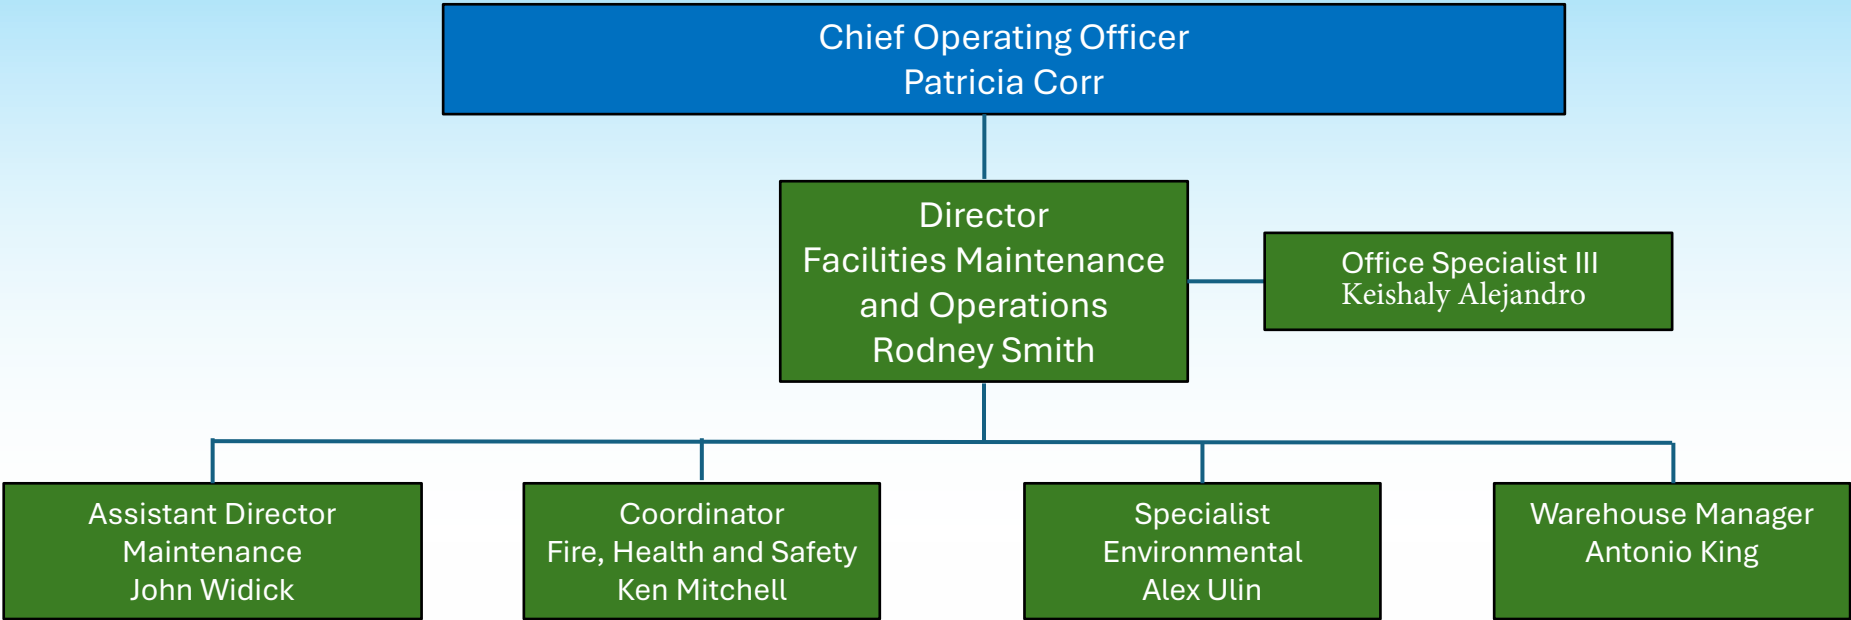 Chief Operating Officer
Patricia Corr
Director
Facilities Maintenance
and Operations
Rodney Smith
Office Specialist III
Keishaly Alejandro
Assistant Director
Maintenance
John Widick
Coordinator
Fire, Health and Safety
Ken Mitchell
Specialist
Environmental
Alex Ulin
Warehouse Manager
Antonio King